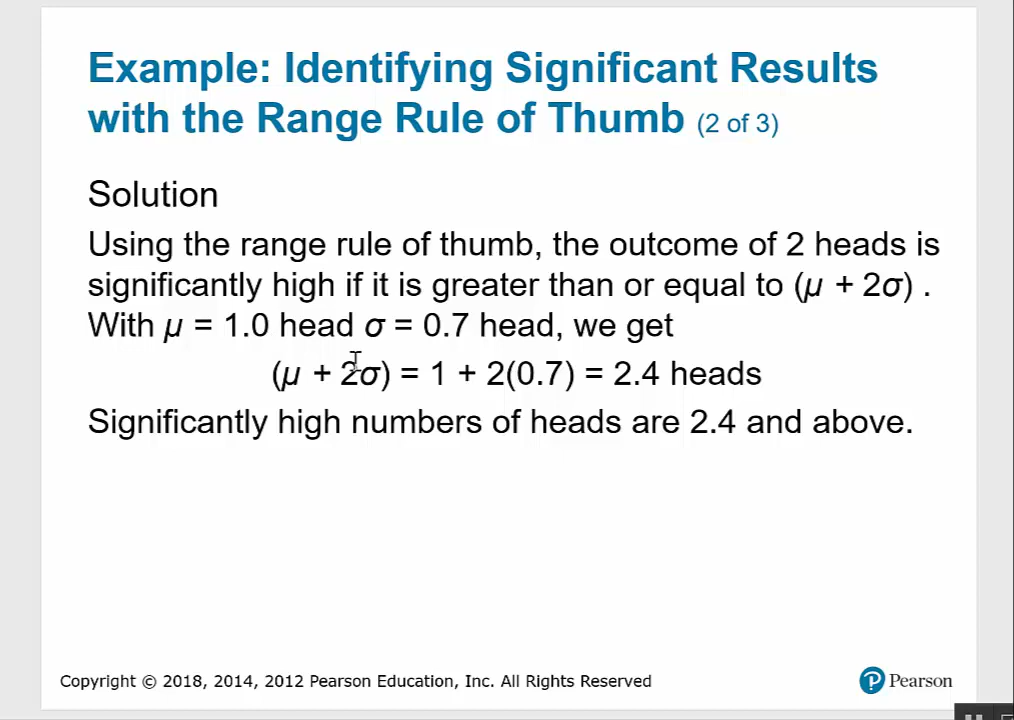 Example: Identifying Significant Results
with the Range Rule of Thumb (2 of 3)
Solution
Using the range rule of thumb, the outcome of 2 heads is
significantly high if it is greater than or equal to (μ + 2σ) .
With μ = 1.0 head σ = 0.7 head, we get
(μ + 2σ) = 1 + 2(0.7) = 2.4 heads
Significantly high numbers of heads are 2.4 and above.
Copyright © 2018, 2014, 2012 Pearson Education, Inc. All Rights Reserved
P Pearson